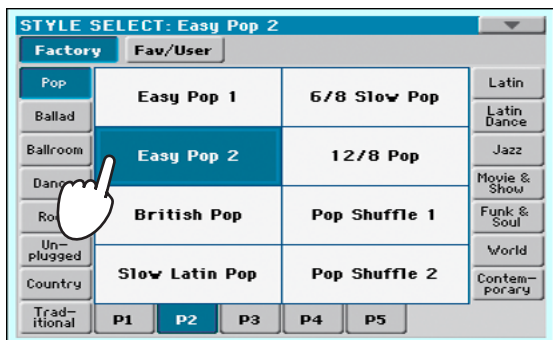 STYLE SELECT: Easy Pop 2
Factory Fav/User
Pop
Ballad
Ballroom
Un-
plugged
Country
Trad-
itional
Easy Pop 1
6/8 Slow Pop
Easy Pop 2
12/8 Pop
British Pop
Pop Shuffle 1
Slow Latin Pop
Pop Shuffle 2
Latin
Latin
Dance
Jazz
Movie &
Show
Funk &
Soul
World
Contem-
porary
P1 P2 P3 P4 P5